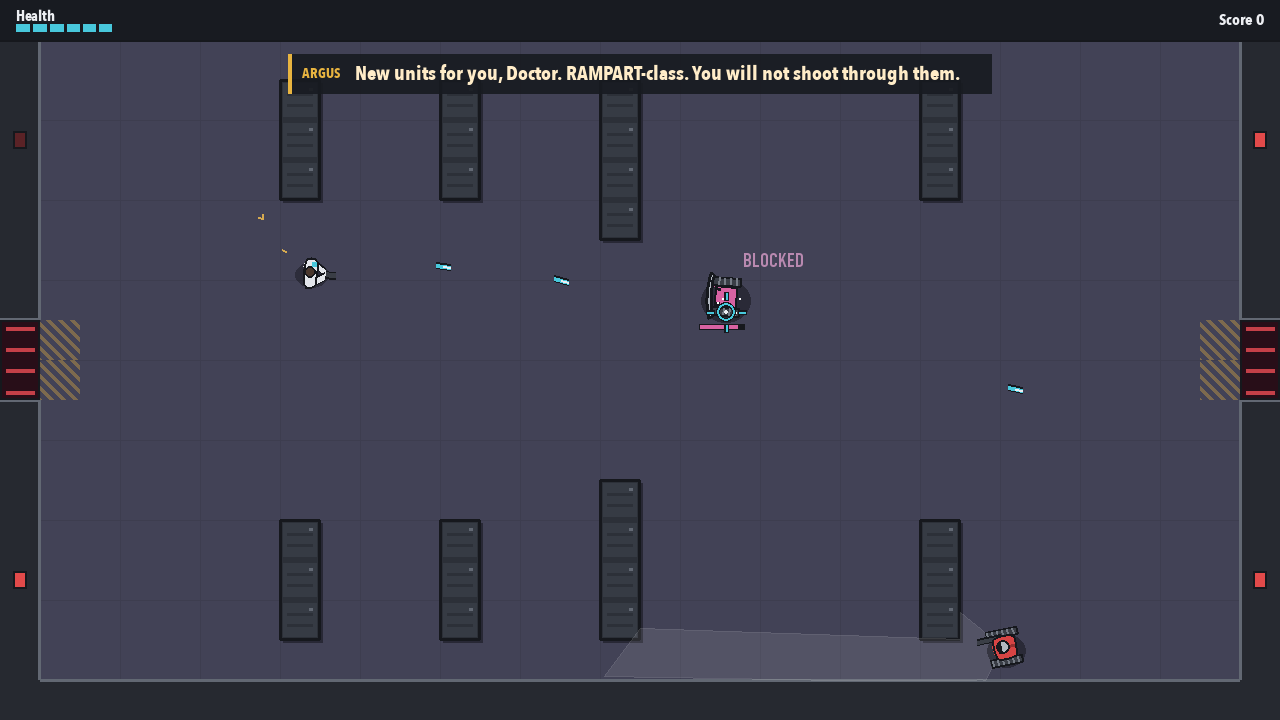 Health
Score 0
ARGUS New units for you, Doctor. RAMPART-class. You will not shoot through them.
BLOCKED